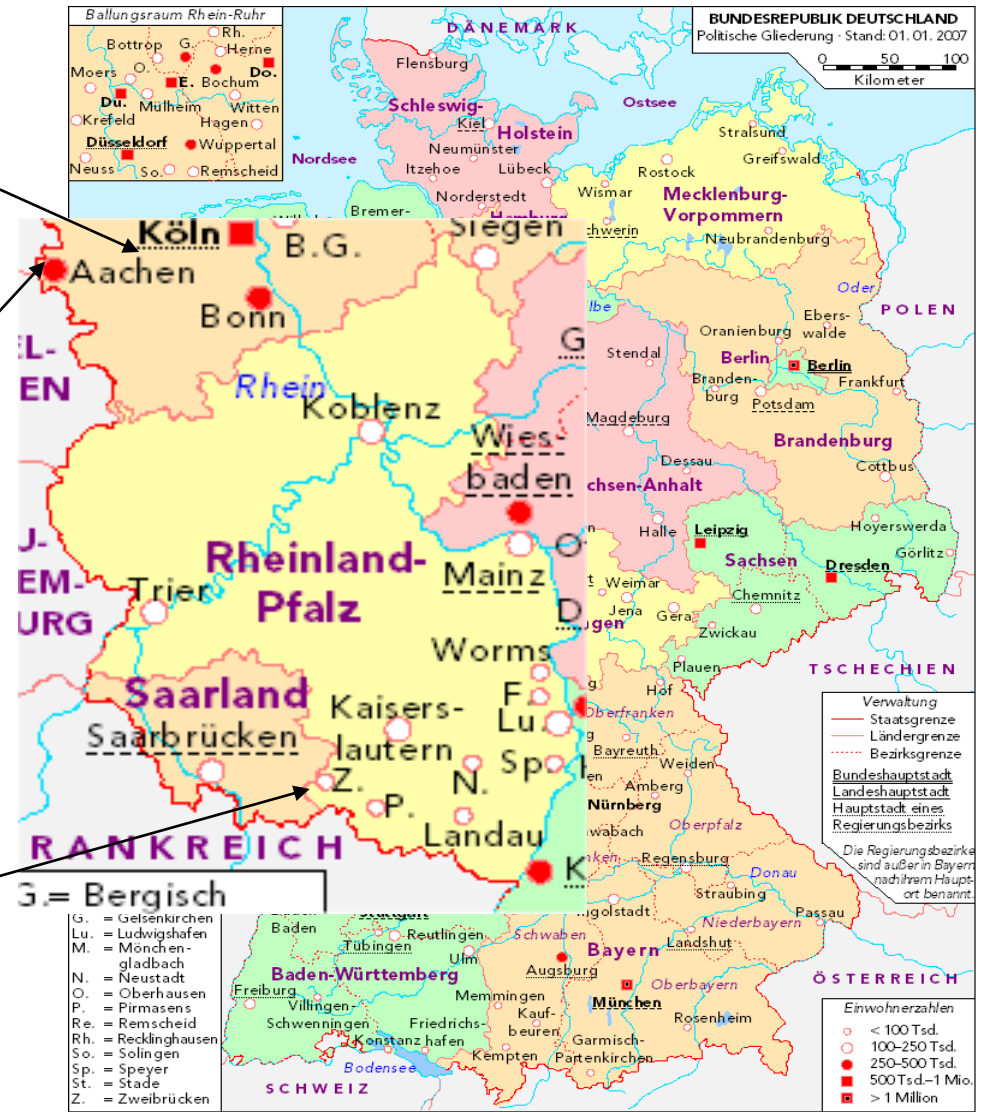 Ballungsraum Rhein-Ruhr
Rh.
Bottrop G. Herne
Moers O. E. Bochum Do.
Du. Mülheim Witten
Krefeld Hagen
Düsseldorf Wuppertal
Neuss So. Remscheid
BUNDESREPUBLIK DEUTSCHLAND
Politische Gliederung · Stand: 01. 01. 2007
0 50 100
Kilometer
DÄNEMARK
Flensburg
Schleswig-
Ostsee
Kiel
Holstein
Stralsund
Nordsee
Neumünster
Greifswald
Itzehoe Lübeck
Rostock
Norderstedt
Wismar
Mecklenburg-
Vorpommern
Bremer-
Neubrandenburg
Oder
POLEN
Ebers-
walde
Oranienburg
Stendal
Berlin
Berlin
Branden-
burg
Frankfurt
Potsdam
Magdeburg
Brandenburg
Dessau
Cottbus
chsen-Anhalt
Halle
Leipzig
Hoyerswerda
Sachsen
Görlitz
Dresden
Weimar
Chemnitz
Jena
Gera
gen
Zwickau
Plauen
TSCHECHIEN
Hof
Oberfranken
Bayreuth
Weiden
Amberg
Nürnberg
wabach
Oberpfalz
nken
Regensburg
Donau
Straubing
golstadt
Passau
Niederbayern
Köln
Siegen
B.G.
Aachen
Bonn
EL-
EN
G
Rhein
Koblenz
Wies-
baden
U-
EM-
URG
Rheinland-
Pfalz
O
Mainz
Trier
D
Worms
F.
Saarland
Kaisers-
lautern
Lu.
Saarbrücken
Sp.
Z.
N.
P.
Landau
RANKREICH
K
G.= Bergisch
G. = Gelsenkirchen
Lu. = Ludwigshafen
M. = Mönchen-
gladbach
N. = Neustadt
O. = Oberhausen
P. = Pirmasens
Re. = Remscheid
Rh. = Recklinghausen
So. = Solingen
Sp. = Speyer
St. = Stade
Z. = Zweibrücken
Baden
Reutlingen
Tübingen
Ulm
Baden-Württemberg
Freiburg
Villingen-
Schwenningen
Friedrichs-
hafen
Konstanz
Bodensee
SCHWEIZ
Schwaben
Bayern
Landshut
Augsburg
Oberbayern
München
Memmingen
Kauf-
beuren
Rosenheim
Kempten
Garmisch-
Partenkirchen
ÖSTERREICH
Verwaltung
Staatsgrenze
Ländergrenze
Bezirksgrenze
Bundeshauptstadt
Landeshauptstadt
Hauptstadt eines
Regierungsbezirks
Die Regierungsbezirke
sind außer in Bayern
nach ihrem Haupt-
ort benannt.
Einwohnerzahlen
< 100 Tsd.
100–250 Tsd.
250–500 Tsd.
500 Tsd.–1 Mio.
> 1 Million